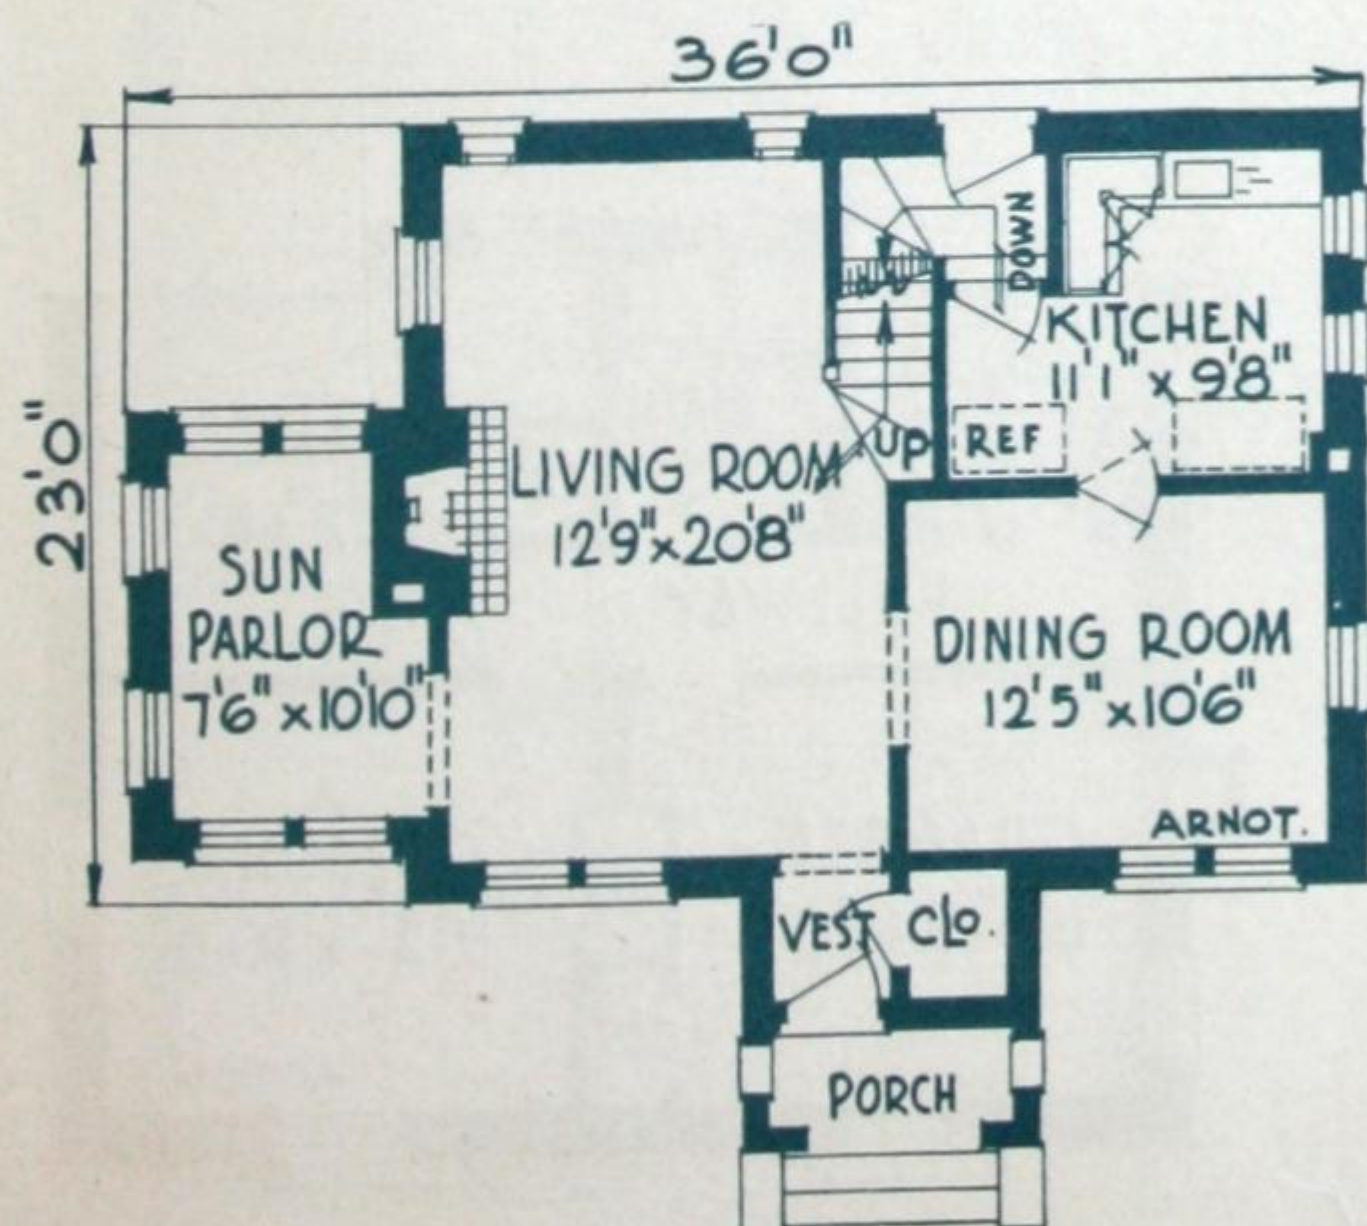 36'0"
23'0"
DOWN
KITCHEN
11'1" x 9'8"
UP
REF
LIVING ROOM
12'9" x 20'8"
SUN
PARLOR
7'6" x 10'10"
DINING ROOM
12'5" x 10'6"
ARNOT.
VEST
CLO.
PORCH